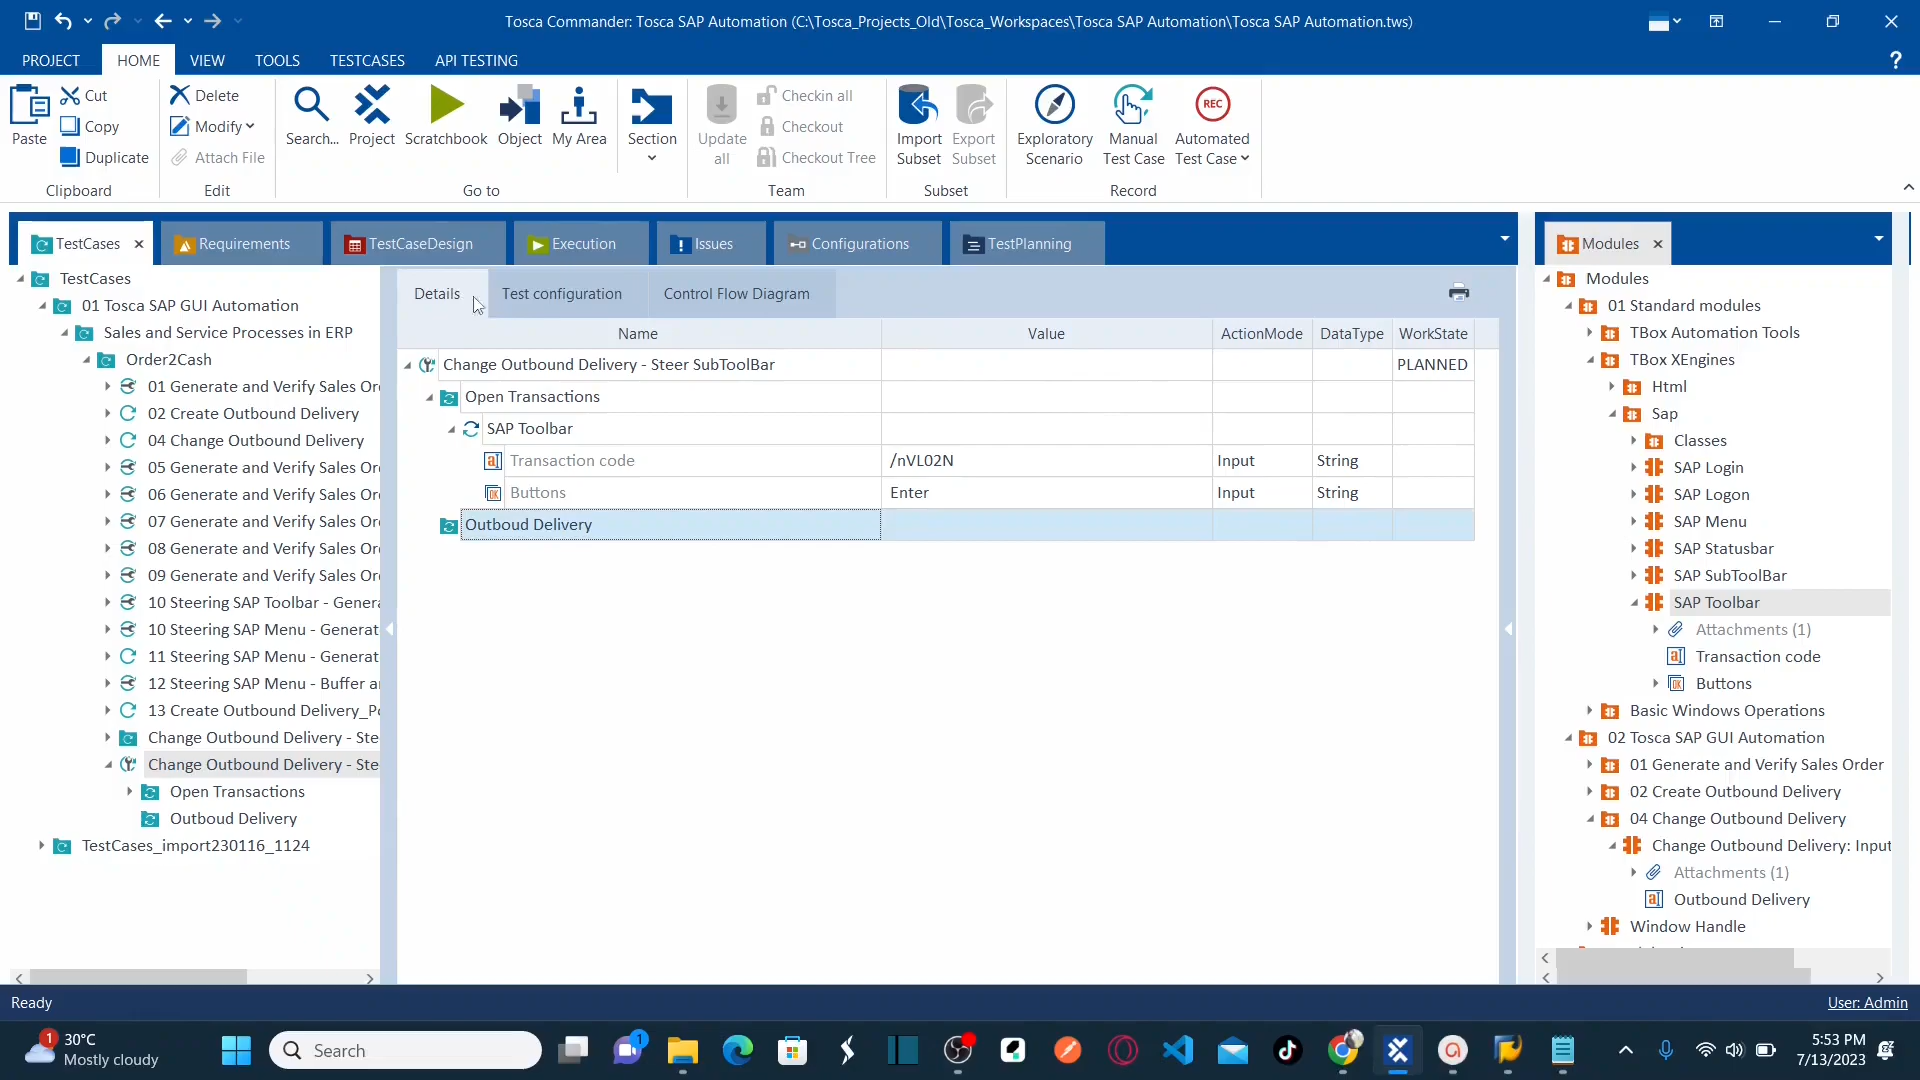 Tosca Commander: Tosca SAP Automation (C:\Tosca_Projects_Old\Tosca_Workspaces\Tosca SAP Automation\Tosca SAP Automation.tws)
PROJECT HOME VIEW TOOLS TESTCASES API TESTING ?
Paste
Cut
Copy
Duplicate
Clipboard
Delete
Modify
Attach File
Edit
Search...
Project
Scratchbook
Object
My Area
Go to
Section
Update all
Checkin all
Checkout
Checkout Tree
Team
Import Subset
Export Subset
Subset
Exploratory Scenario
Manual Test Case
REC
Automated Test Case
Record
TestCases
Requirements
TestCaseDesign
Execution
Issues
Configurations
TestPlanning
Modules
TestCases
01 Tosca SAP GUI Automation
Sales and Service Processes in ERP
Order2Cash
01 Generate and Verify Sales Or
02 Create Outbound Delivery
04 Change Outbound Delivery
05 Generate and Verify Sales Or
06 Generate and Verify Sales Or
07 Generate and Verify Sales Or
08 Generate and Verify Sales Or
09 Generate and Verify Sales Or
10 Steering SAP Toolbar - Genera
10 Steering SAP Menu - Generat
11 Steering SAP Menu - Generat
12 Steering SAP Menu - Buffer a
13 Create Outbound Delivery_P
Change Outbound Delivery - Ste
Change Outbound Delivery - Ste
Open Transactions
Outboud Delivery
TestCases_import230116_1124
Details Test configuration Control Flow Diagram
Name Value ActionMode DataType WorkState
Change Outbound Delivery - Steer SubToolBar PLANNED
Open Transactions
SAP Toolbar
Transaction code /nVL02N Input String
Buttons Enter Input String
Outboud Delivery
Modules
01 Standard modules
TBox Automation Tools
TBox XEngines
Html
Sap
Classes
SAP Login
SAP Logon
SAP Menu
SAP Statusbar
SAP SubToolBar
SAP Toolbar
Attachments (1)
Transaction code
Buttons
Basic Windows Operations
02 Tosca SAP GUI Automation
01 Generate and Verify Sales Order
02 Create Outbound Delivery
04 Change Outbound Delivery
Change Outbound Delivery: Input
Attachments (1)
Outbound Delivery
Window Handle
Ready
User: Admin
1
30°C
Mostly cloudy
Search
1
5:53 PM
7/13/2023